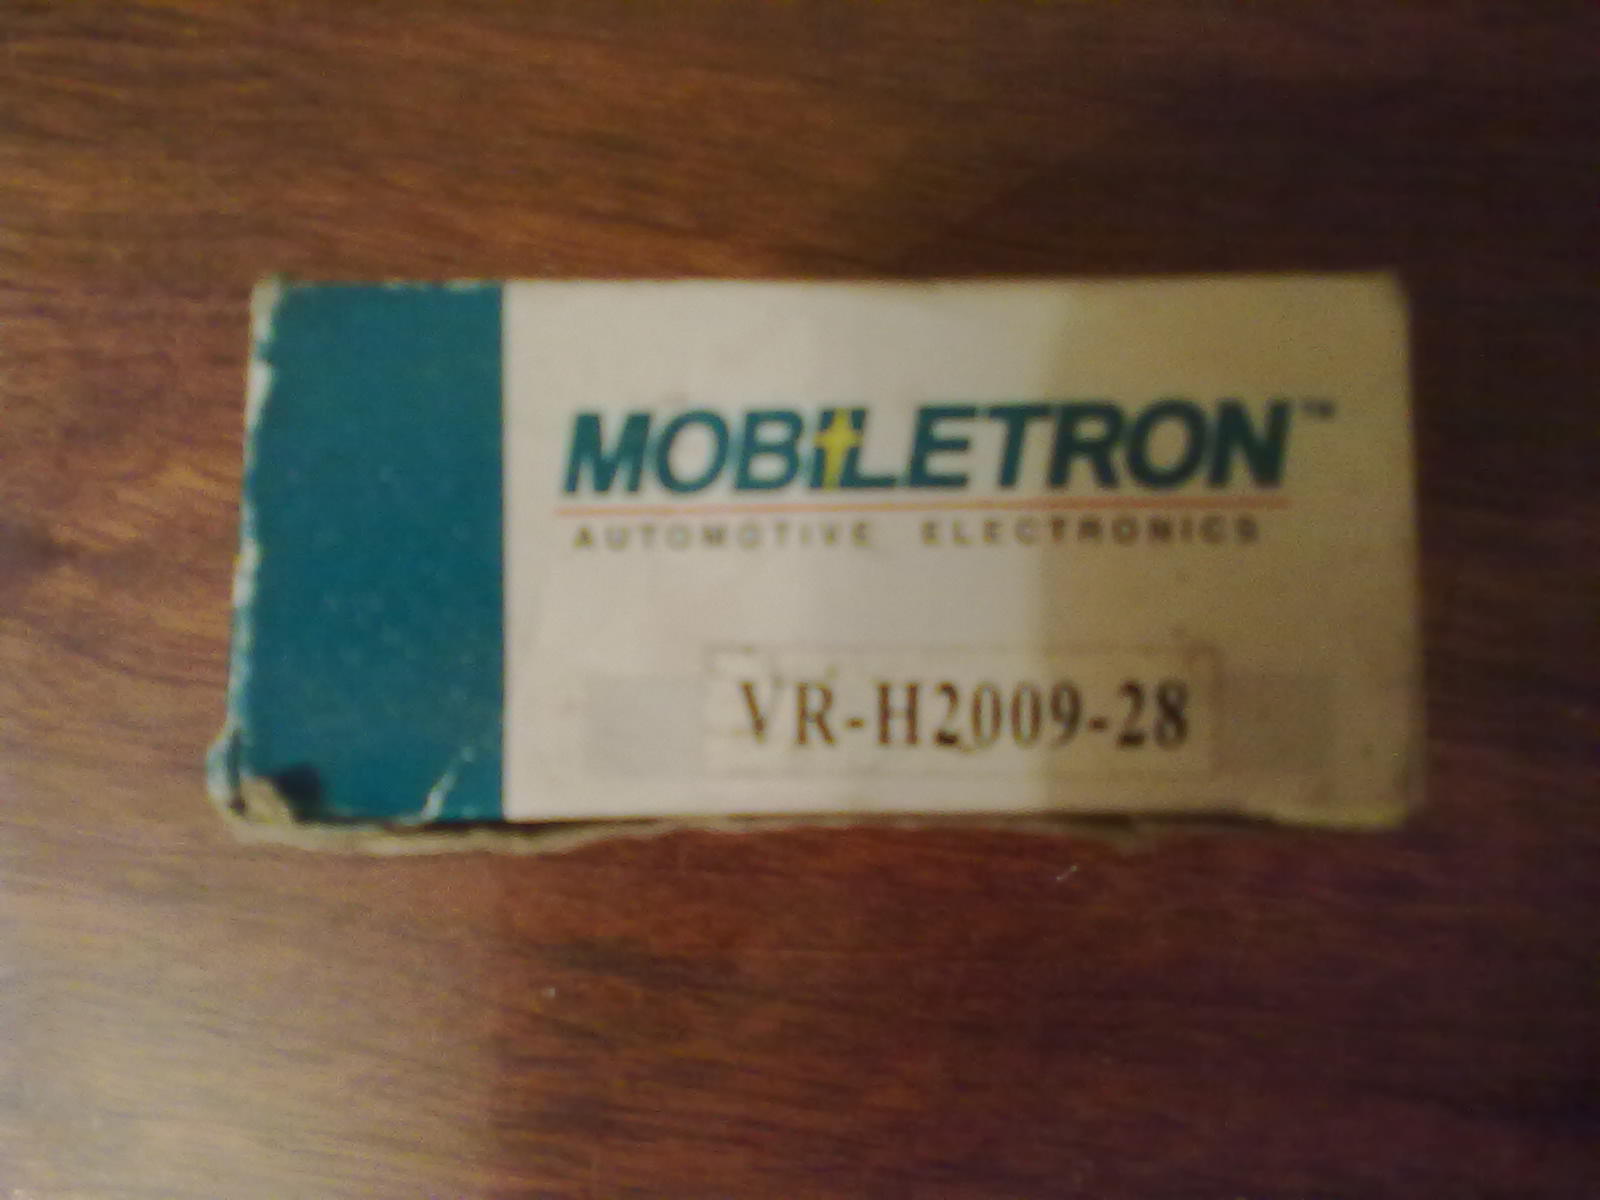 MOBILETRON™
AUTOMOTIVE ELECTRONICS
VR-H2009-28